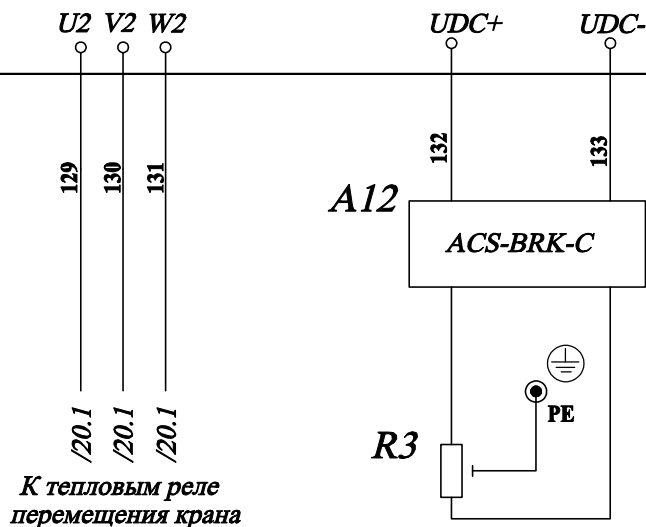 U2 V2 W2 UDC+ UDC-
129 130 131 132 133
A12
ACS-BRK-C
/20.1 /20.1 /20.1
PE
R3
К тепловым реле
перемещения крана